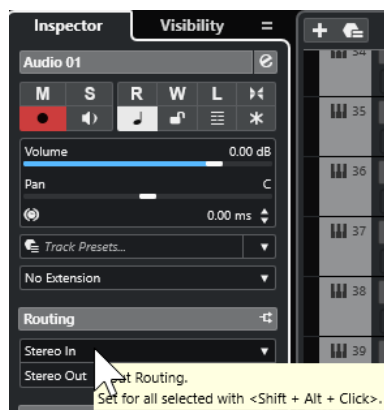 Inspector Visibility
Audio 01
M S R W L
Volume 0.00 dB
Pan C
0.00 ms
Track Presets...
No Extension
Routing
Stereo In
Stereo Out
Routing.
Set for all selected with <Shift + Alt + Click>.
34
35
36
37
38
39